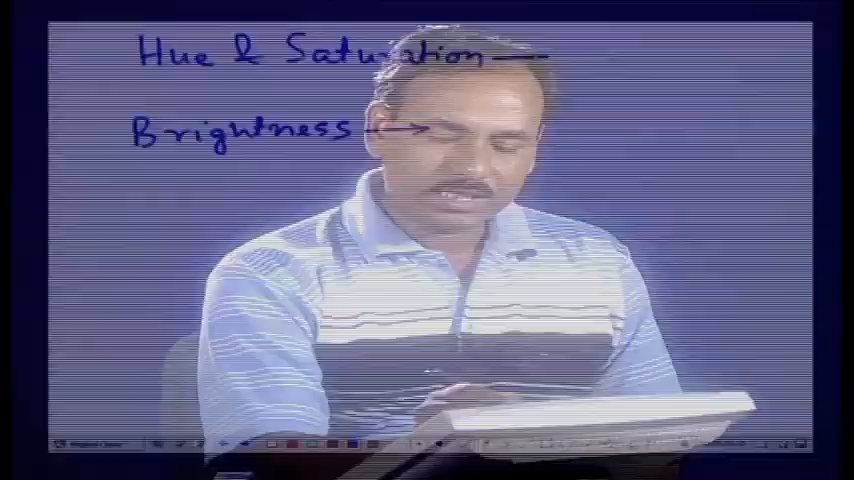 Hue & Saturation —
Brightness →